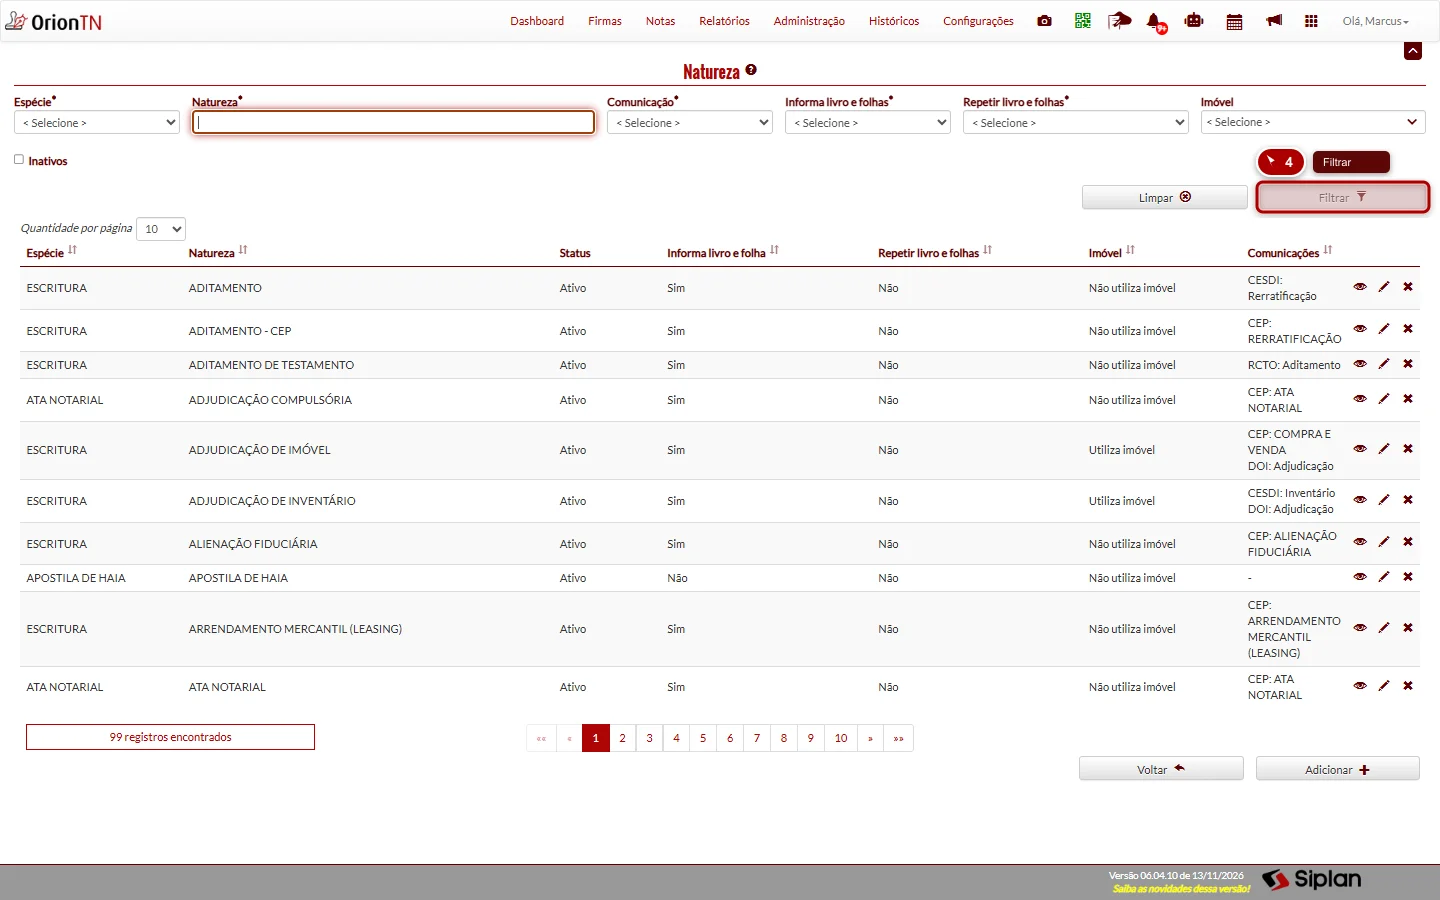 OrionTN
Dashboard Firmas Notas Relatórios Administração Históricos Configurações 9+ Olá, Marcus
Natureza
Espécie* Natureza* Comunicação* Informa livro e folhas* Repetir livro e folhas* Imóvel
< Selecione > < Selecione > < Selecione > < Selecione > < Selecione >
Inativos
4 Filtrar
Limpar Filtrar
Quantidade por página 10
Espécie Natureza Status Informa livro e folha Repetir livro e folhas Imóvel Comunicações
ESCRITURA ADITAMENTO Ativo Sim Não Não utiliza imóvel CESDI:
Rerratificação
ESCRITURA ADITAMENTO - CEP Ativo Sim Não Não utiliza imóvel CEP:
RERRATIFICAÇÃO
ESCRITURA ADITAMENTO DE TESTAMENTO Ativo Sim Não Não utiliza imóvel RCTO: Aditamento
ATA NOTARIAL ADJUDICAÇÃO COMPULSÓRIA Ativo Sim Não Não utiliza imóvel CEP: ATA
NOTARIAL
ESCRITURA ADJUDICAÇÃO DE IMÓVEL Ativo Sim Não Utiliza imóvel CEP: COMPRA E
VENDA
DOI: Adjudicação
ESCRITURA ADJUDICAÇÃO DE INVENTÁRIO Ativo Sim Não Utiliza imóvel CESDI: Inventário
DOI: Adjudicação
ESCRITURA ALIENAÇÃO FIDUCIÁRIA Ativo Sim Não Não utiliza imóvel CEP: ALIENAÇÃO
FIDUCIÁRIA
APOSTILA DE HAIA APOSTILA DE HAIA Ativo Não Não Não utiliza imóvel -
ESCRITURA ARRENDAMENTO MERCANTIL (LEASING) Ativo Sim Não Não utiliza imóvel CEP:
ARRENDAMENTO
MERCANTIL
(LEASING)
ATA NOTARIAL ATA NOTARIAL Ativo Sim Não Não utiliza imóvel CEP: ATA
NOTARIAL
99 registros encontrados «« « 1 2 3 4 5 6 7 8 9 10 » »»
Voltar Adicionar
Versão 06.04.10 de 13/11/2026
Saiba as novidades dessa versão!
Siplan